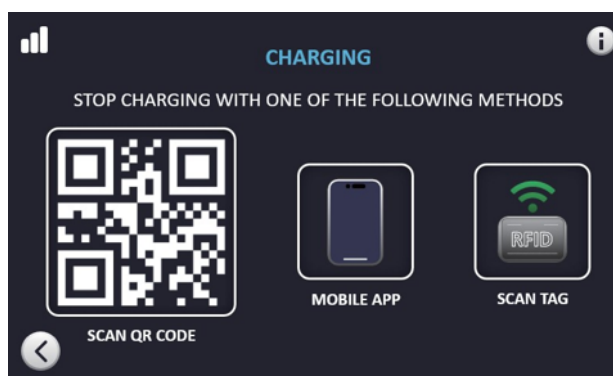 CHARGING
STOP CHARGING WITH ONE OF THE FOLLOWING METHODS
RFID
MOBILE APP
SCAN TAG
SCAN QR CODE